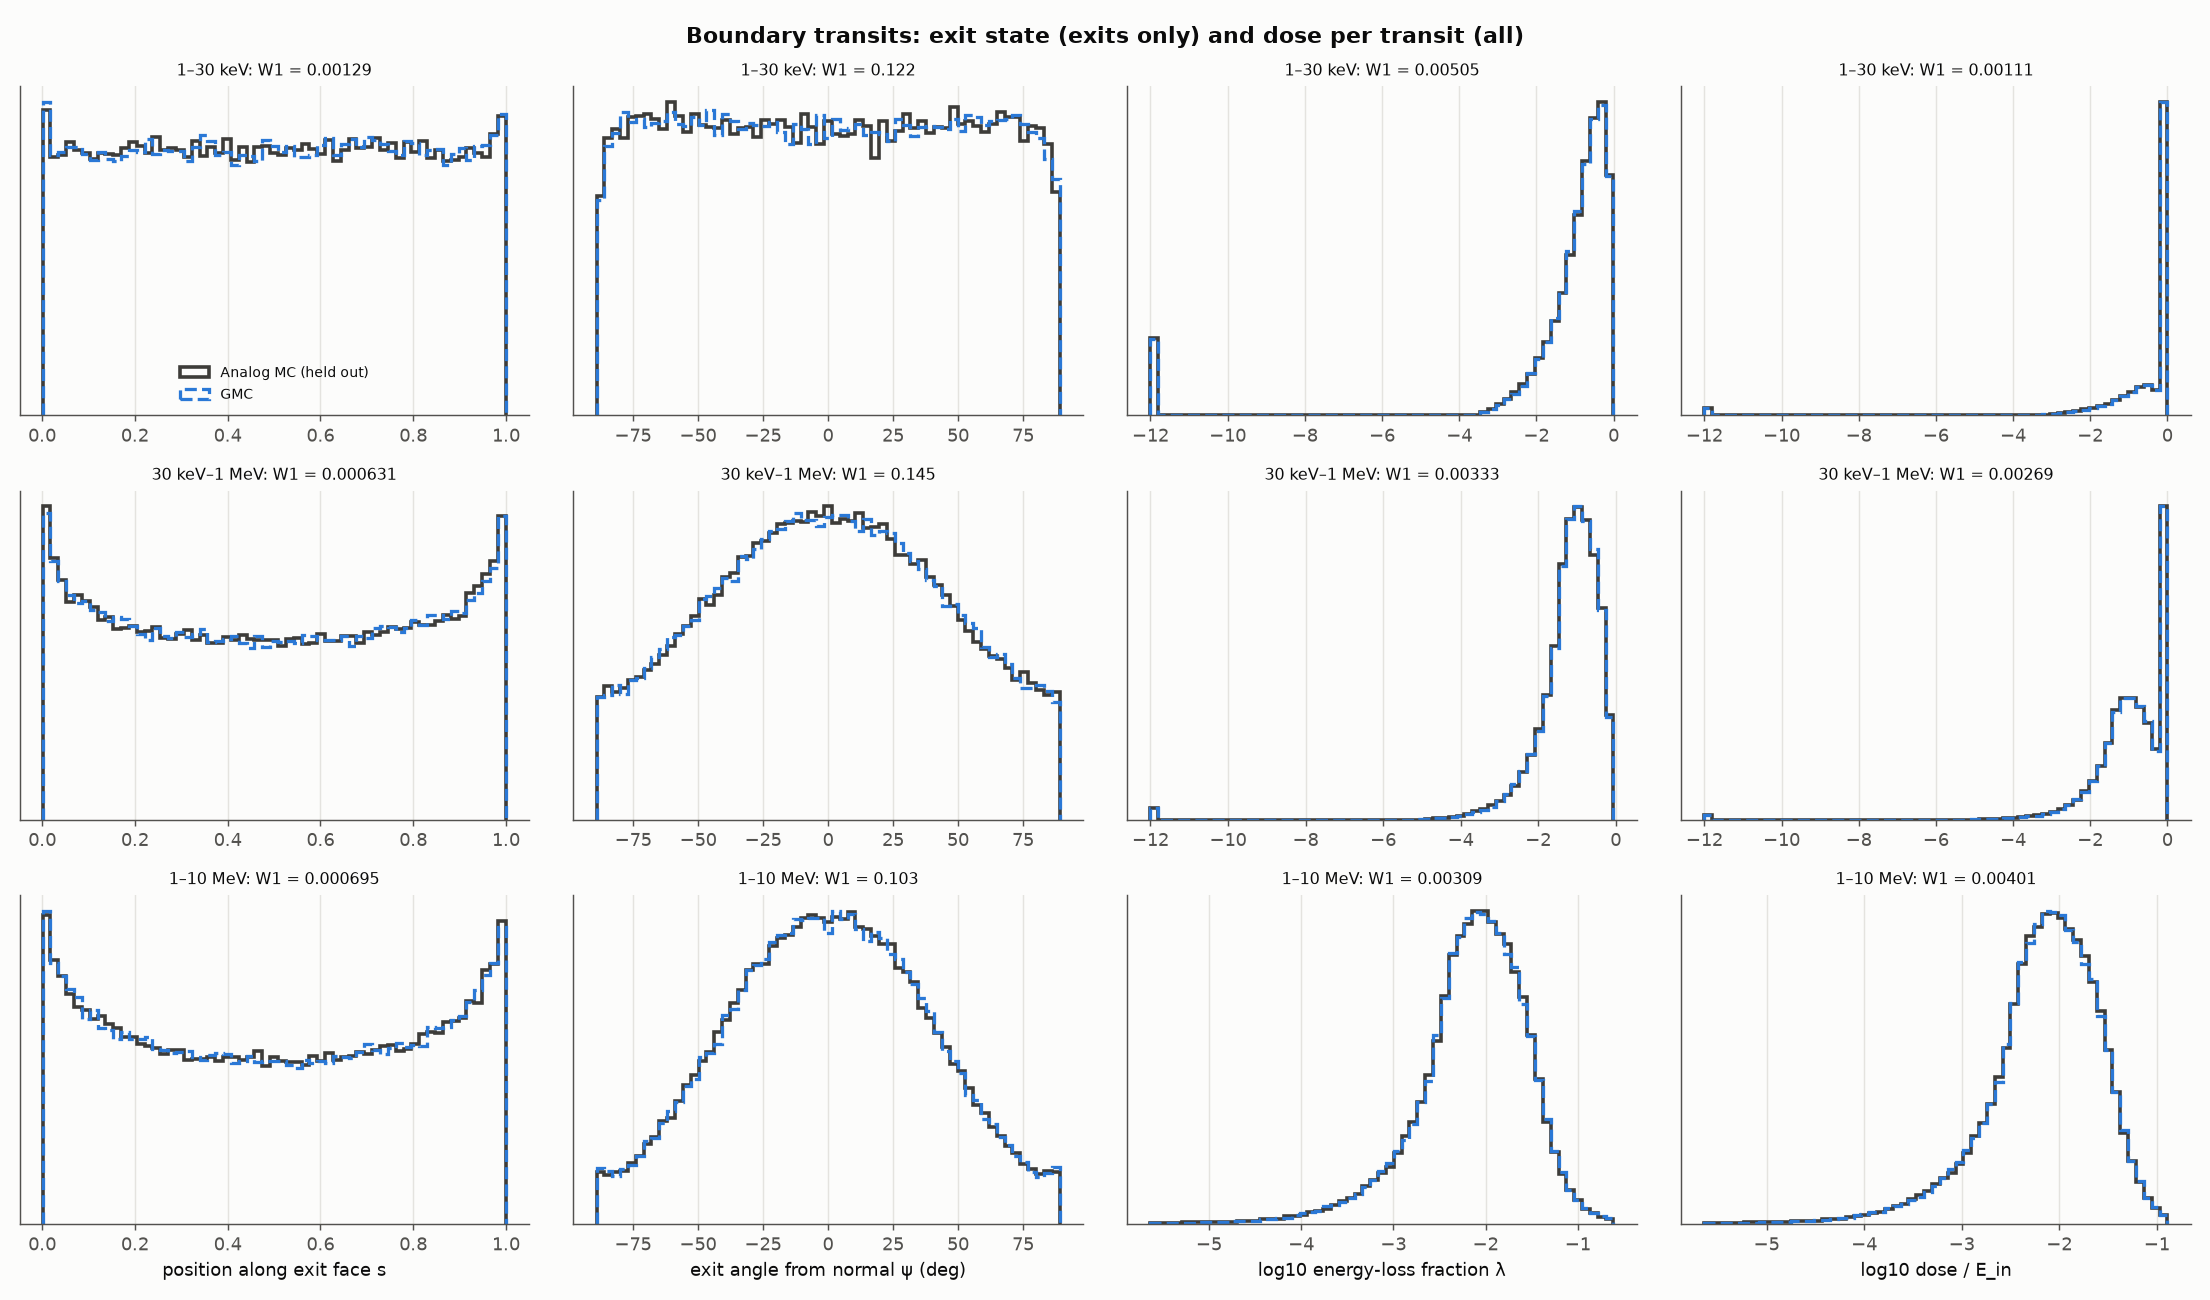 Boundary transits: exit state (exits only) and dose per transit (all)
1–30 keV: W1 = 0.00129
1–30 keV: W1 = 0.122
1–30 keV: W1 = 0.00505
1–30 keV: W1 = 0.00111
Analog MC (held out)
GMC
0.0 0.2 0.4 0.6 0.8 1.0
−75 −50 −25 0 25 50 75
−12 −10 −8 −6 −4 −2 0
−12 −10 −8 −6 −4 −2 0
30 keV–1 MeV: W1 = 0.000631
30 keV–1 MeV: W1 = 0.145
30 keV–1 MeV: W1 = 0.00333
30 keV–1 MeV: W1 = 0.00269
0.0 0.2 0.4 0.6 0.8 1.0
−75 −50 −25 0 25 50 75
−12 −10 −8 −6 −4 −2 0
−12 −10 −8 −6 −4 −2 0
1–10 MeV: W1 = 0.000695
1–10 MeV: W1 = 0.103
1–10 MeV: W1 = 0.00309
1–10 MeV: W1 = 0.00401
0.0 0.2 0.4 0.6 0.8 1.0
−75 −50 −25 0 25 50 75
−5 −4 −3 −2 −1
−5 −4 −3 −2 −1
position along exit face s
exit angle from normal ψ (deg)
log10 energy-loss fraction λ
log10 dose / E_in